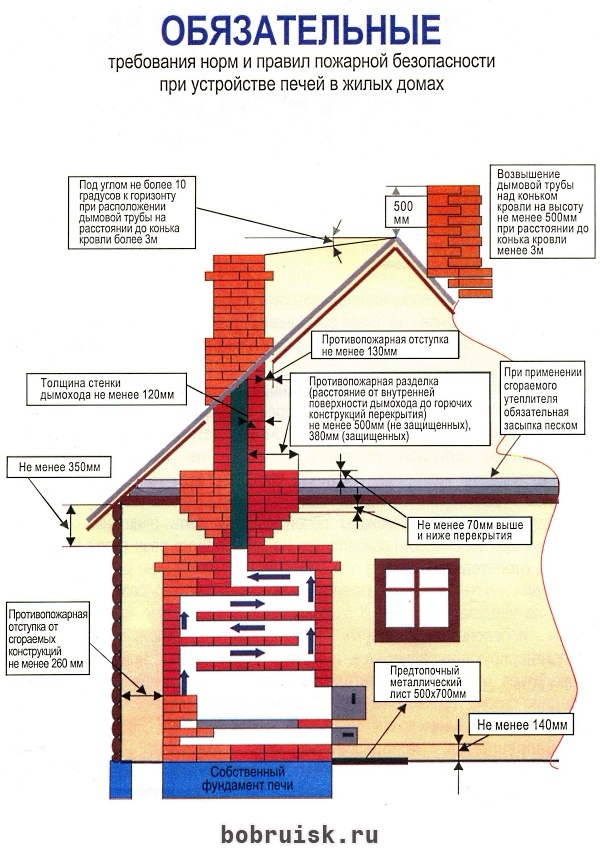 ОБЯЗАТЕЛЬНЫЕ
требования норм и правил пожарной безопасности
при устройстве печей в жилых домах
Под углом не более 10
градусов к горизонту
при расположении
дымовой трубы на
расстоянии до конька
кровли более 3м
500
мм
Возвышение
дымовой трубы
над коньком
кровли на высоту
не менее 500мм
при расстоянии до
конька кровли
менее 3м
Противопожарная отступка
не менее 130мм
Толщина стенки
дымохода не менее 120мм
Противопожарная разделка
(расстояние от внутренней
поверхности дымохода до горючих
конструкций перекрытия)
не менее 500мм (не защищенных),
380мм (защищенных)
При применении
сгораемого
утеплителя
обязательная
засыпка песком
Не менее 350мм
Не менее 70мм выше
и ниже перекрытия
Противопожарная
отступка от
сгораемых
конструкций
не менее 260 мм
Предтопочный
металлический
лист 500х700мм
Не менее 140мм
Собственный
фундамент печи
bobruisk.ru